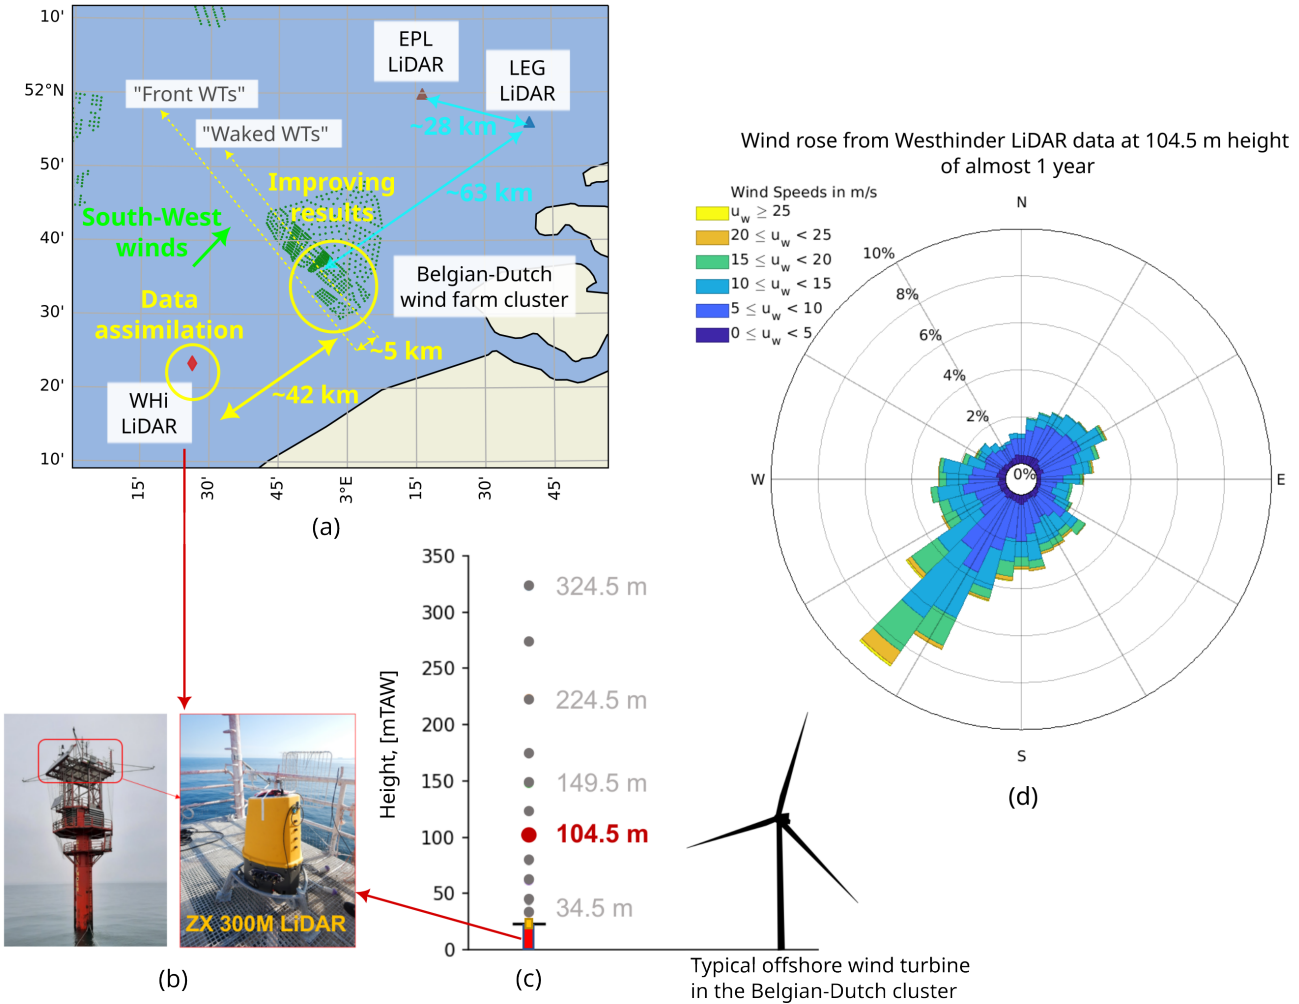 10'
52°N
50'
40'
30'
20'
10'
EPL
LiDAR
LEG
LiDAR
"Front WTs"
"Waked WTs"
~28 km
Improving
results
~63 km
South-West
winds
Belgian-Dutch
wind farm cluster
Data
assimilation
~5 km
~42 km
WHi
LiDAR
15'
30'
45'
3°E
15'
30'
45'
(a)
Wind rose from Westhinder LiDAR data at 104.5 m height
of almost 1 year
Wind Speeds in m/s
u_w ≥ 25
20 ≤ u_w < 25
15 ≤ u_w < 20
10 ≤ u_w < 15
5 ≤ u_w < 10
0 ≤ u_w < 5
N
10%
8%
6%
4%
2%
0%
W
E
S
(d)
ZX 300M LiDAR
(b)
Height, [mTAW]
350
300
250
200
150
100
50
0
324.5 m
224.5 m
149.5 m
104.5 m
34.5 m
(c)
Typical offshore wind turbine
in the Belgian-Dutch cluster